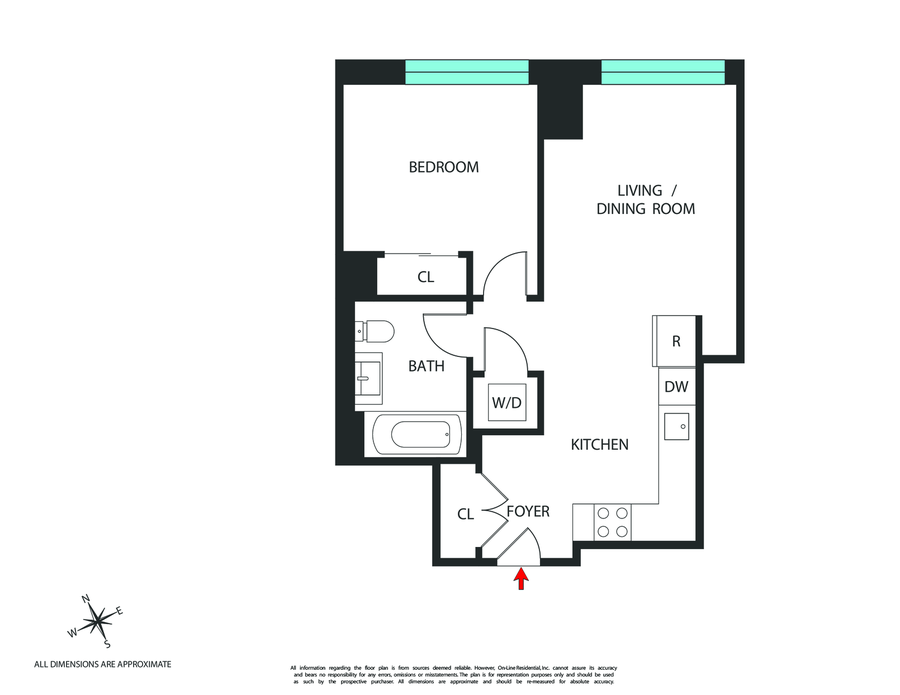 BEDROOM
LIVING /
DINING ROOM
CL
R
BATH
DW
W/D
KITCHEN
CL
FOYER
N
E
W
S
ALL DIMENSIONS ARE APPROXIMATE
All information regarding the floor plan is from sources deemed reliable. However, On-Line Residential, Inc. cannot assure its accuracy
and bears no responsibility for any errors, omissions or misstatements. The plan is for representation purposes only and should be used
as such by the prospective purchaser. All dimensions are approximate and should be re-measured for absolute accuracy.